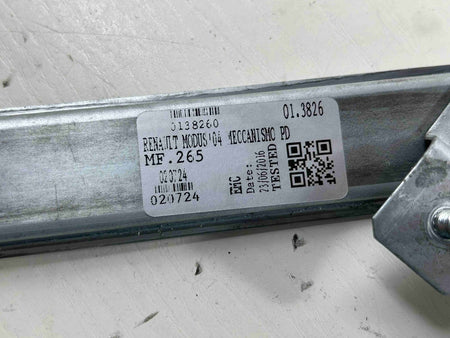 01.3826
0138260
RENAULT MODUS '04 MECCANISMO PD
MF.265
020724
020724
EMC
Date:
23/06/2016
TESTED